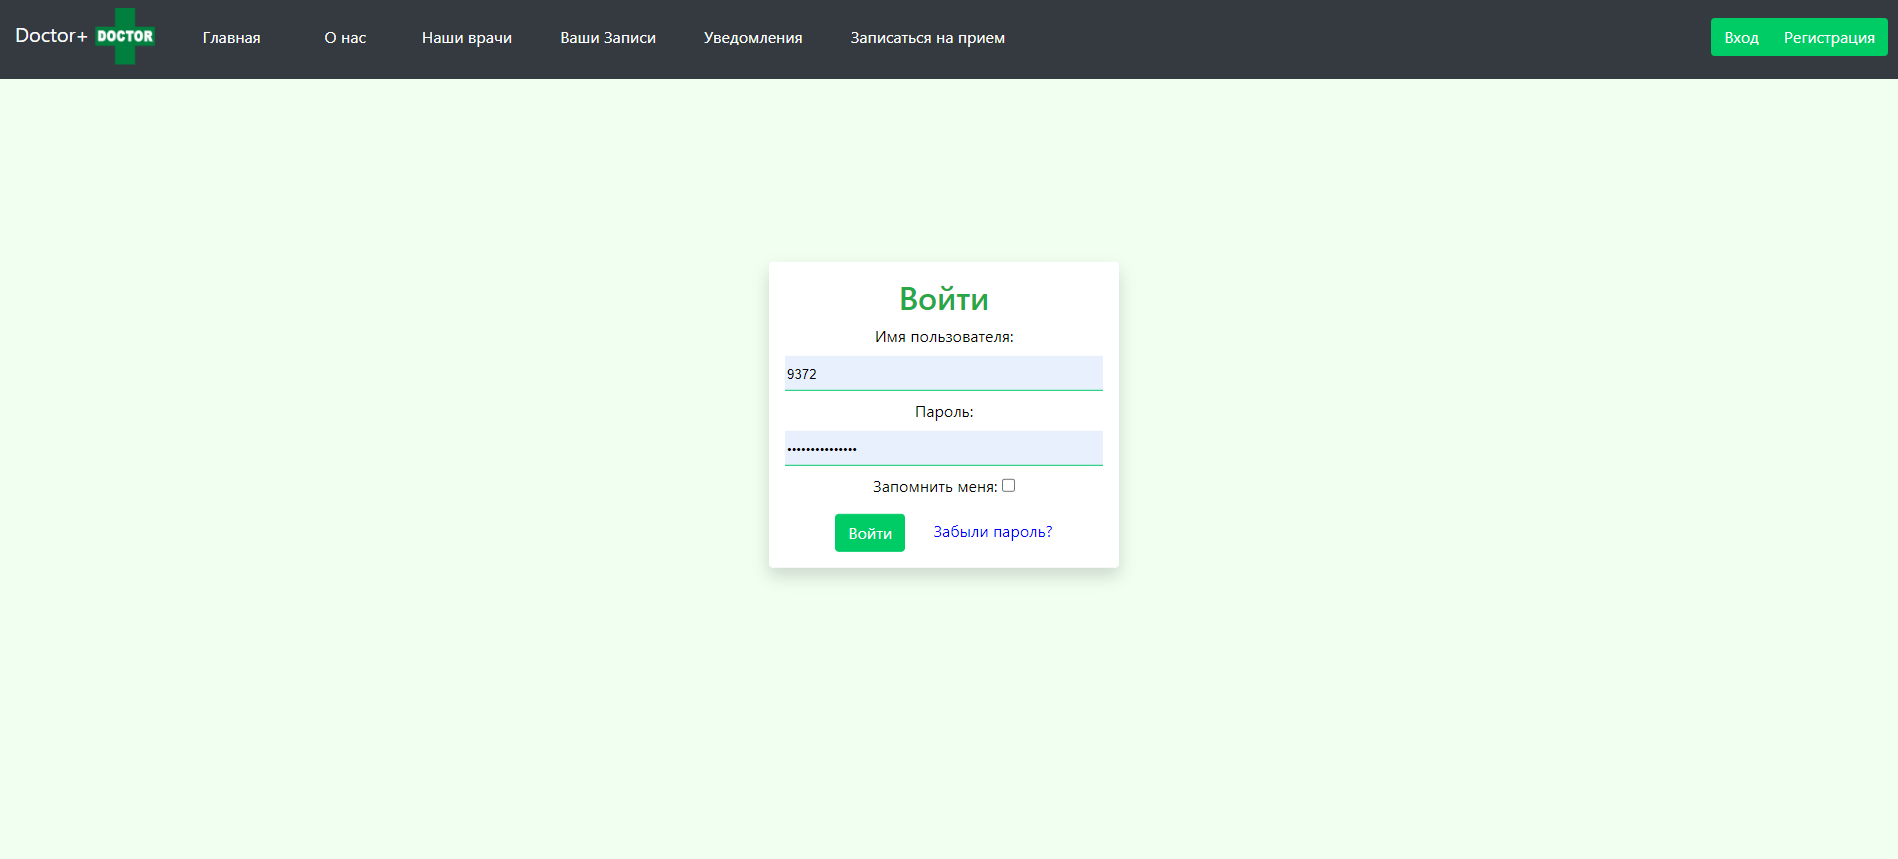 Doctor+ DOCTOR Главная О нас Наши врачи Ваши Записи Уведомления Записаться на прием Вход Регистрация
Войти
Имя пользователя:
9372
Пароль:
•••••••••••••••
Запомнить меня:
Войти Забыли пароль?